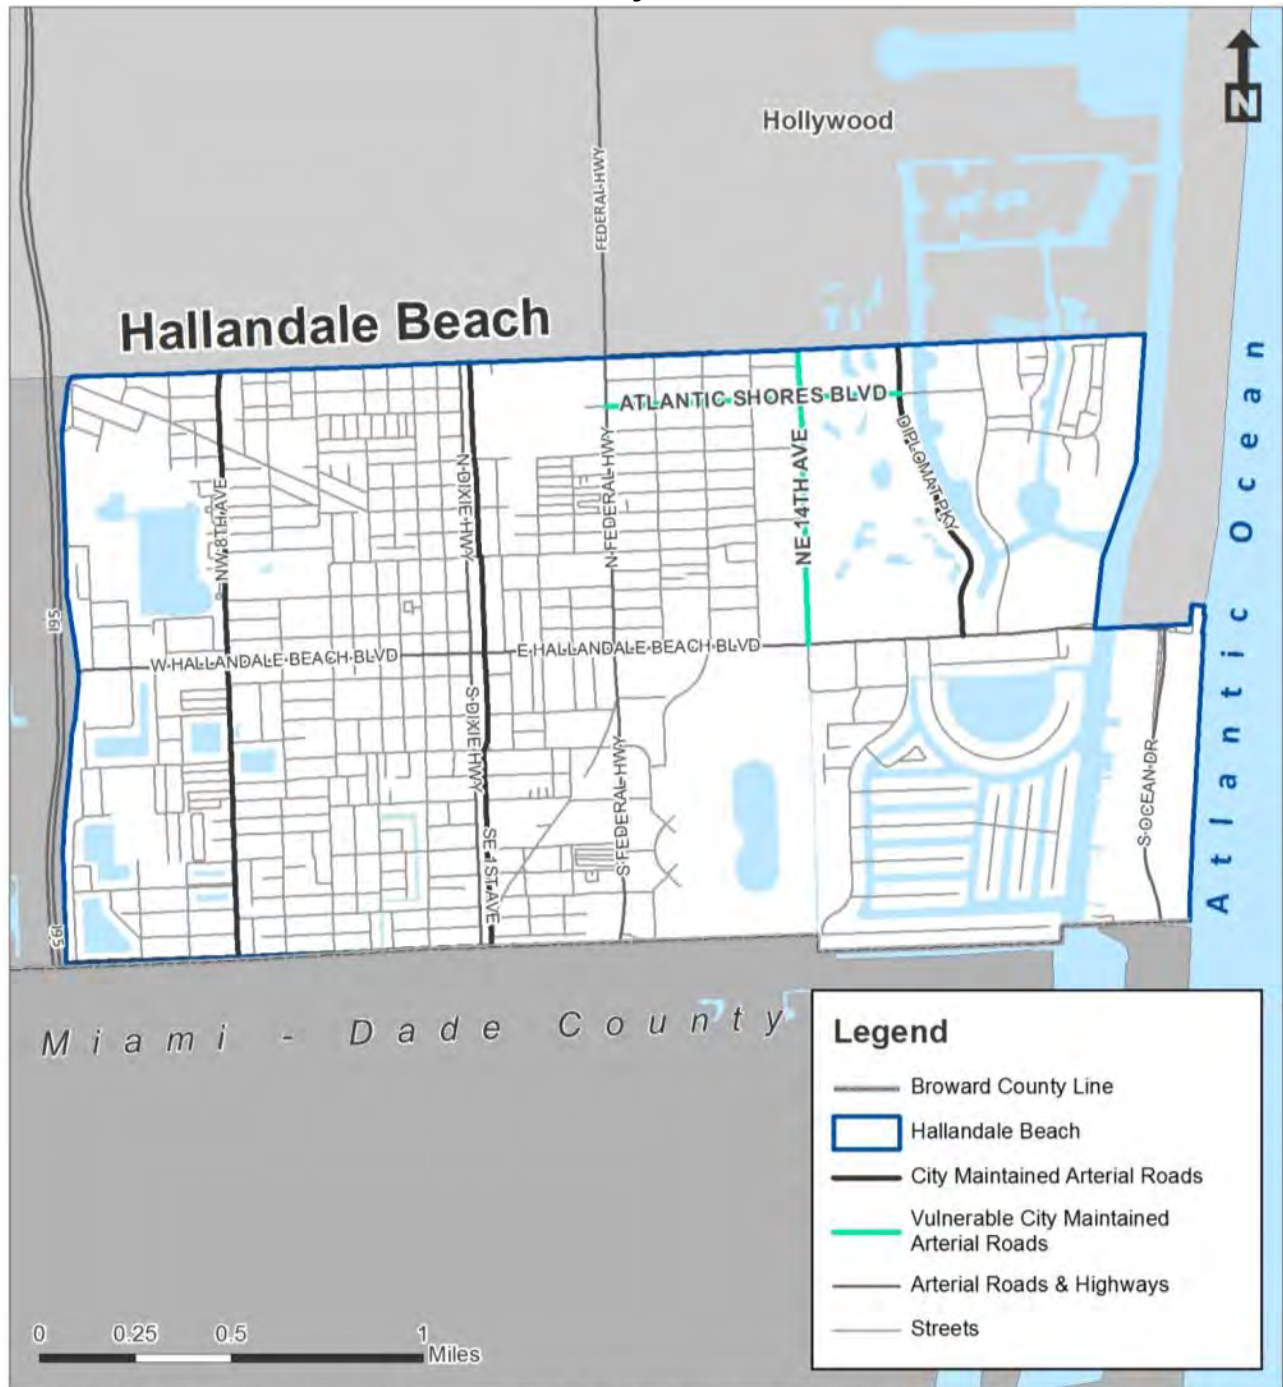 N
Hollywood
FEDERAL HWY
Hallandale Beach
ATLANTIC SHORES BLVD
NW 8TH AVE
N DIXIE HWY
N FEDERAL HWY
NE 14TH AVE
DIPLOMAT PKY
I95
W HALLANDALE BEACH BLVD
E HALLANDALE BEACH BLVD
S DIXIE HWY
S FEDERAL HWY
S OCEAN DR
SE 1ST AVE
I95
Atlantic Ocean
Miami - Dade County
Legend
Broward County Line
Hallandale Beach
City Maintained Arterial Roads
Vulnerable City Maintained
Arterial Roads
Arterial Roads & Highways
Streets
0 0.25 0.5 1
Miles